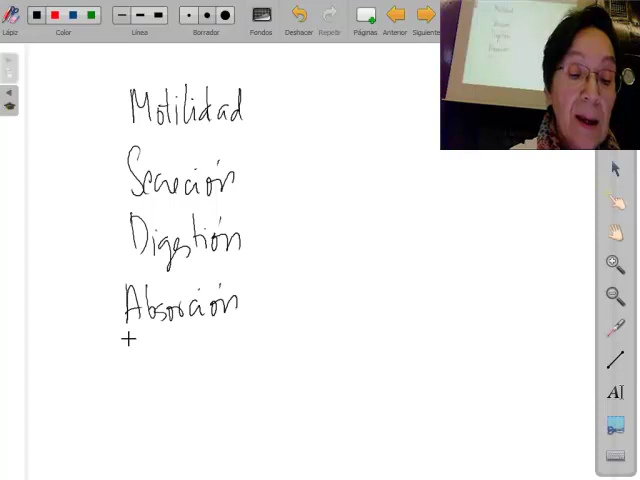 Lápiz Color Línea Borrador Fondos Deshacer Repetir Páginas Anterior Siguiente
Motilidad
Secreción
Digestión
Absorción
+